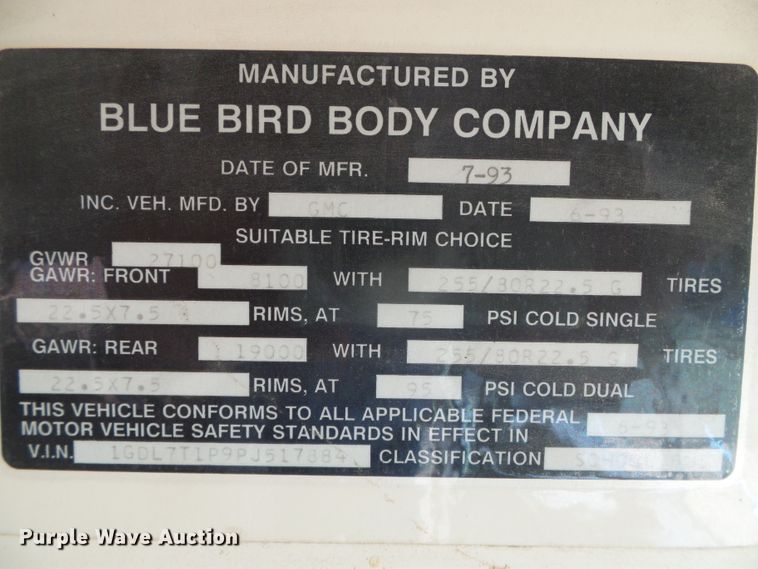 MANUFACTURED BY
BLUE BIRD BODY COMPANY
DATE OF MFR. 7-93
INC. VEH. MFD. BY GMC DATE 6-93
SUITABLE TIRE-RIM CHOICE
GVWR 27100
GAWR: FRONT 8100 WITH 255/80R22.5 G TIRES
22.5X7.5 RIMS, AT 75 PSI COLD SINGLE
GAWR: REAR 19000 WITH 255/80R22.5 G TIRES
22.5X7.5 RIMS, AT 95 PSI COLD DUAL
THIS VEHICLE CONFORMS TO ALL APPLICABLE FEDERAL 6-93
MOTOR VEHICLE SAFETY STANDARDS IN EFFECT IN
V.I.N. 1GDL7T1P9PJ517884 CLASSIFICATION
Purple Wave Auction